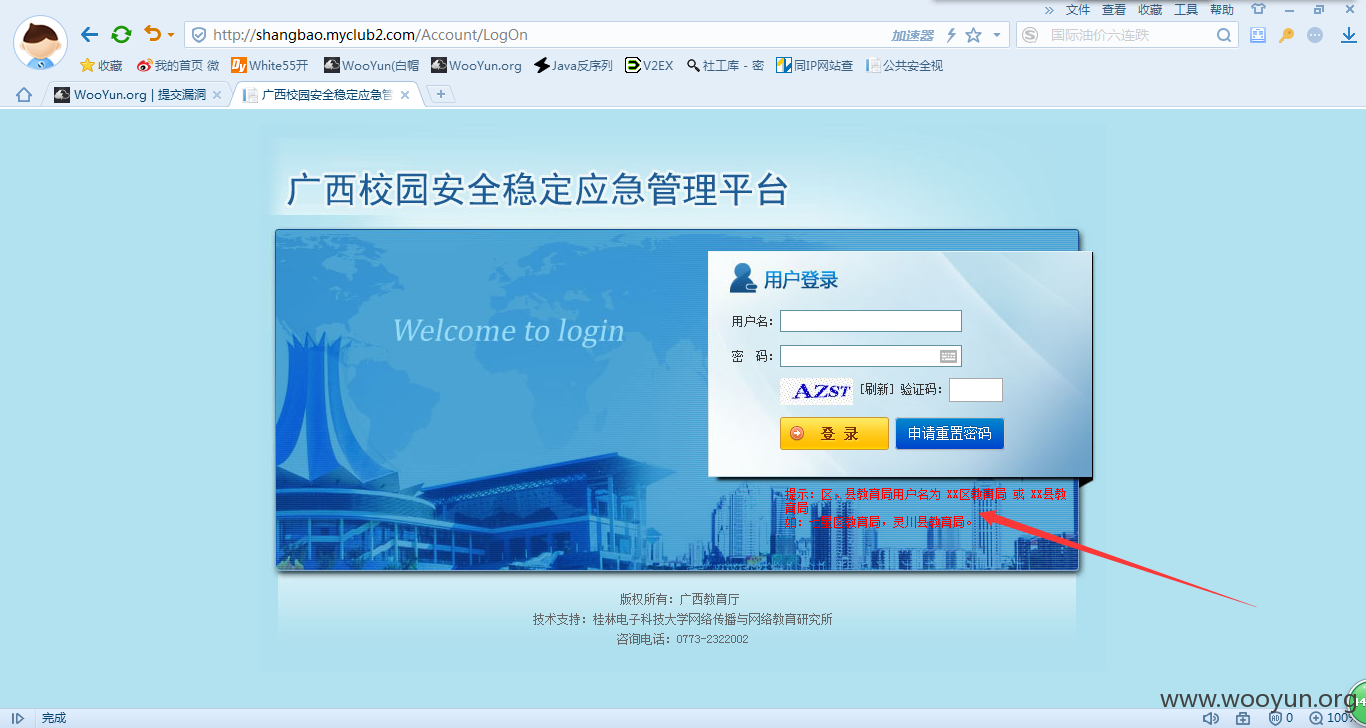 » 文件 查看 收藏 工具 帮助
http://shangbao.myclub2.com/Account/LogOn 加速器 国际油价六连跌
收藏 我的首页 微 White55开 WooYun(白帽 WooYun.org Java反序列 V2EX 社工库 - 密 同IP网站查 公共安全视
WooYun.org | 提交漏洞 广西校园安全稳定应急管
广西校园安全稳定应急管理平台
用户登录
Welcome to login
用户名:
密 码:
AZST [刷新] 验证码:
登 录 申请重置密码
提示: 区、县教育局用户名为 XX区教育局 或 XX县教
育局
区教育局, 灵川县教育局。
版权所有: 广西教育厅
技术支持: 桂林电子科技大学网络传播与网络教育研究所
咨询电话: 0773-2322002
www.wooyun.org
完成 0 100%